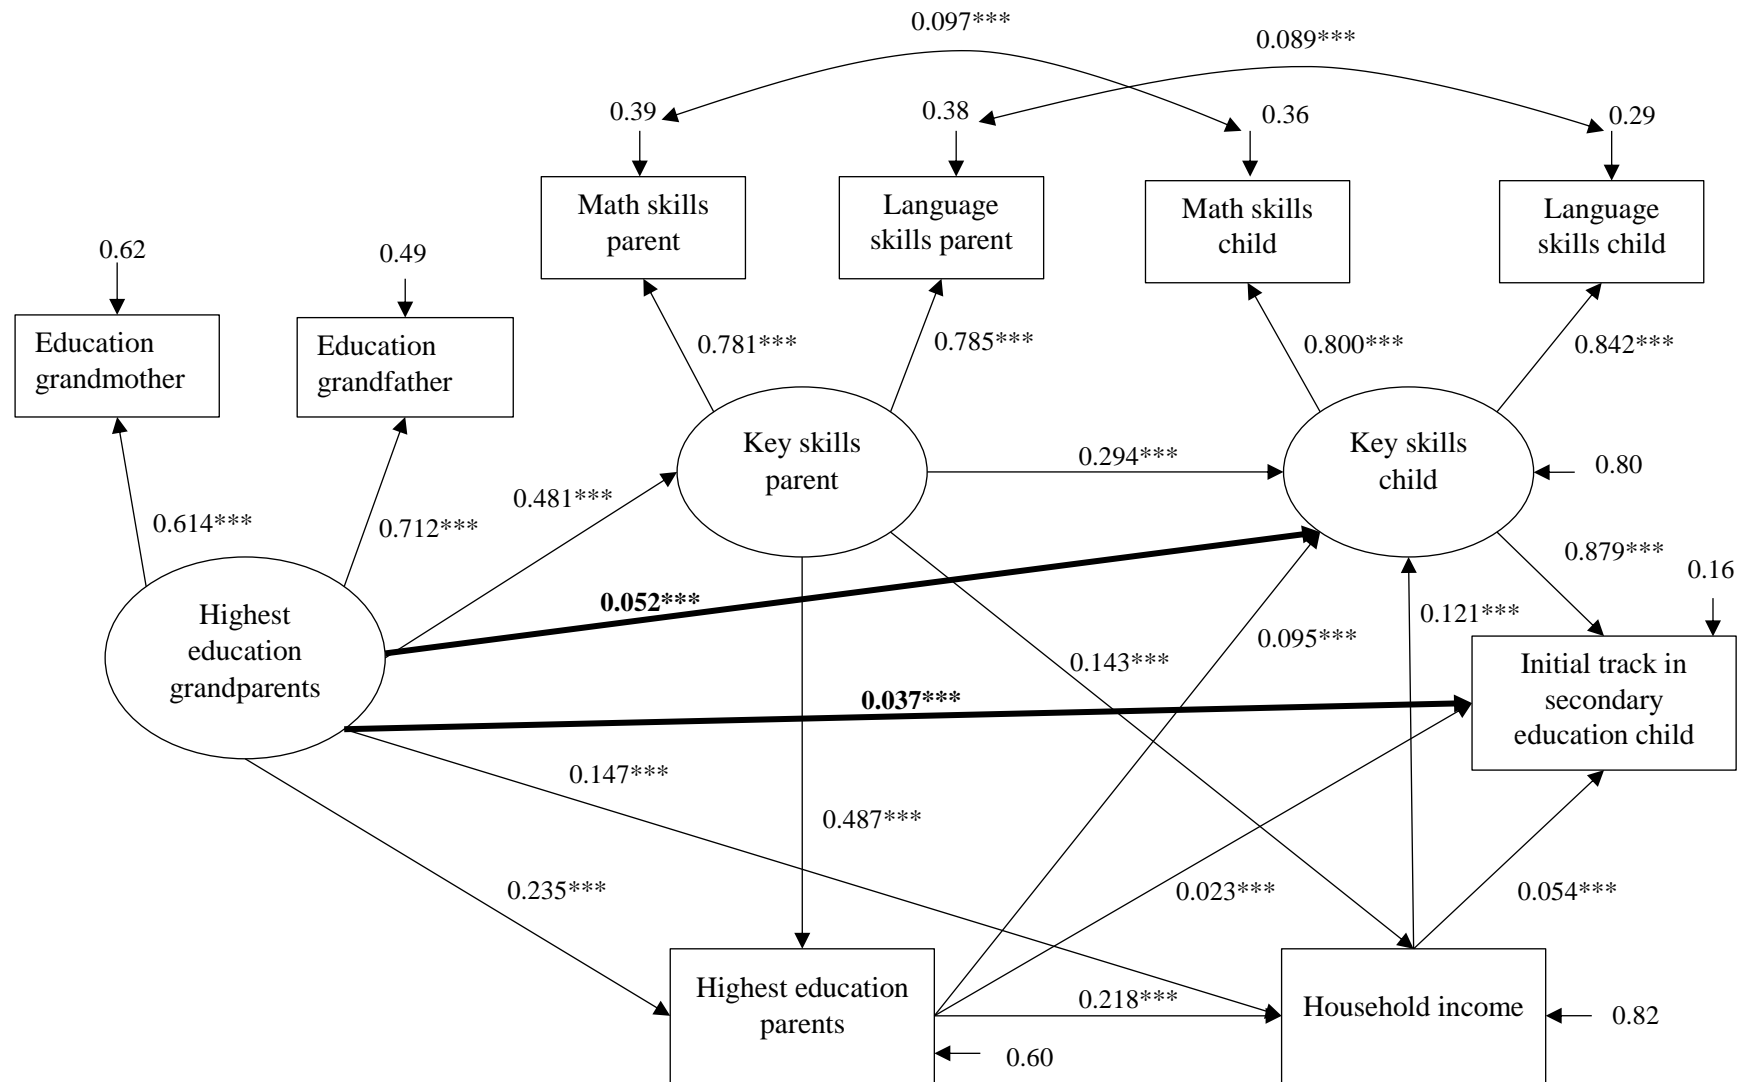 0.097***
0.089***
0.39
0.38
0.36
0.29
Math skills
parent
Language
skills parent
Math skills
child
Language
skills child
0.62
0.49
Education
grandmother
Education
grandfather
0.781***
0.785***
0.800***
0.842***
Key skills
parent
Key skills
child
0.294***
0.80
0.481***
0.614***
0.712***
0.879***
0.16
Highest
education
grandparents
0.052***
0.121***
0.095***
0.143***
Initial track in
secondary
education child
0.037***
0.147***
0.487***
0.235***
0.023***
0.054***
Highest education
parents
0.218***
Household income
0.82
0.60